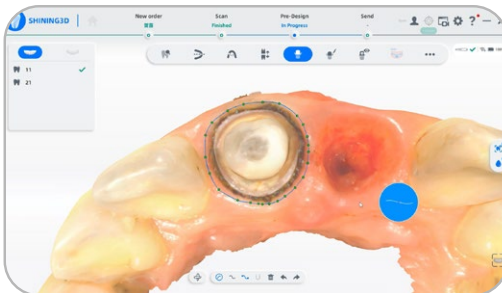 SHINING3D
New order
Scan
Finished
Pre-Design
In Progress
Send
11
21